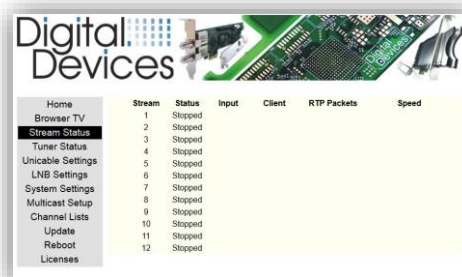 Digital
Devices
Digital
Devices
Home
Browser TV
Stream Status
Tuner Status
Unicable Settings
LNB Settings
System Settings
Multicast Setup
Channel Lists
Update
Reboot
Licenses
Stream Status Input Client RTP Packets Speed
1 Stopped
2 Stopped
3 Stopped
4 Stopped
5 Stopped
6 Stopped
7 Stopped
8 Stopped
9 Stopped
10 Stopped
11 Stopped
12 Stopped